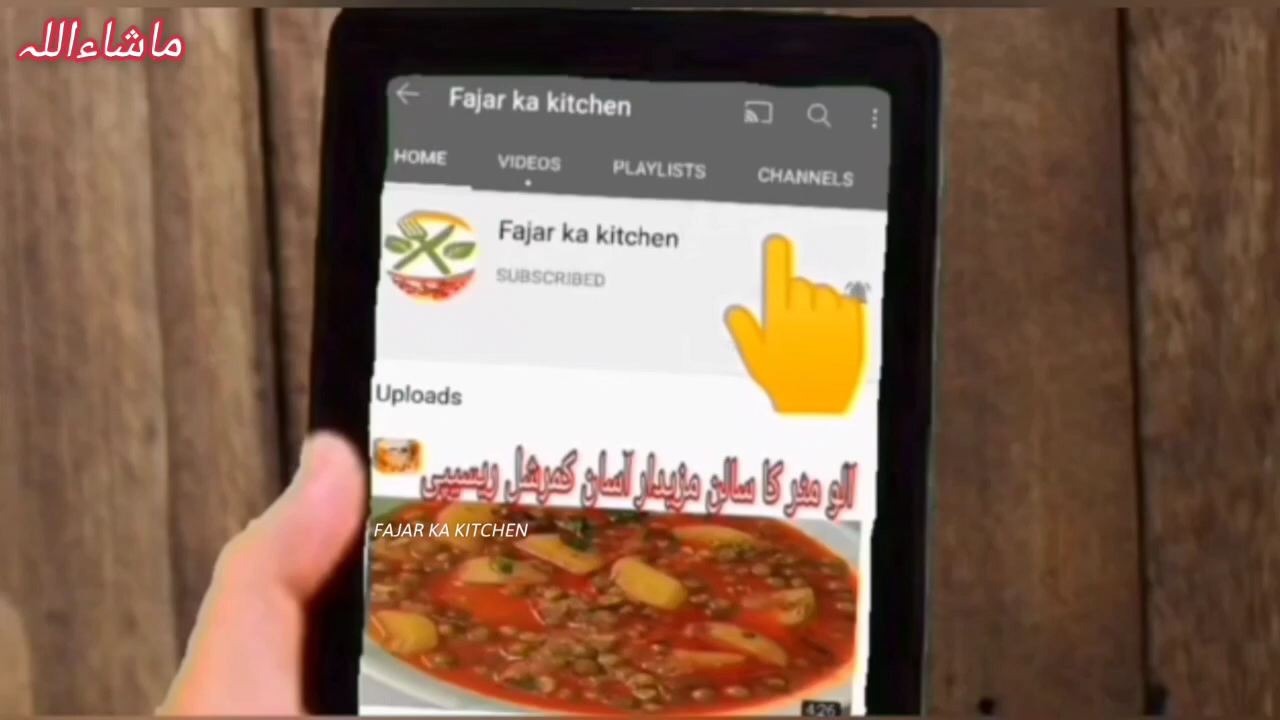 ماشاءاللہ
Fajar ka kitchen
HOME VIDEOS PLAYLISTS CHANNELS
Fajar ka kitchen
SUBSCRIBED
Uploads
آلو مٹر کا سالن مزیدار آسان کمرشل ریسیپی
FAJAR KA KITCHEN
4:26